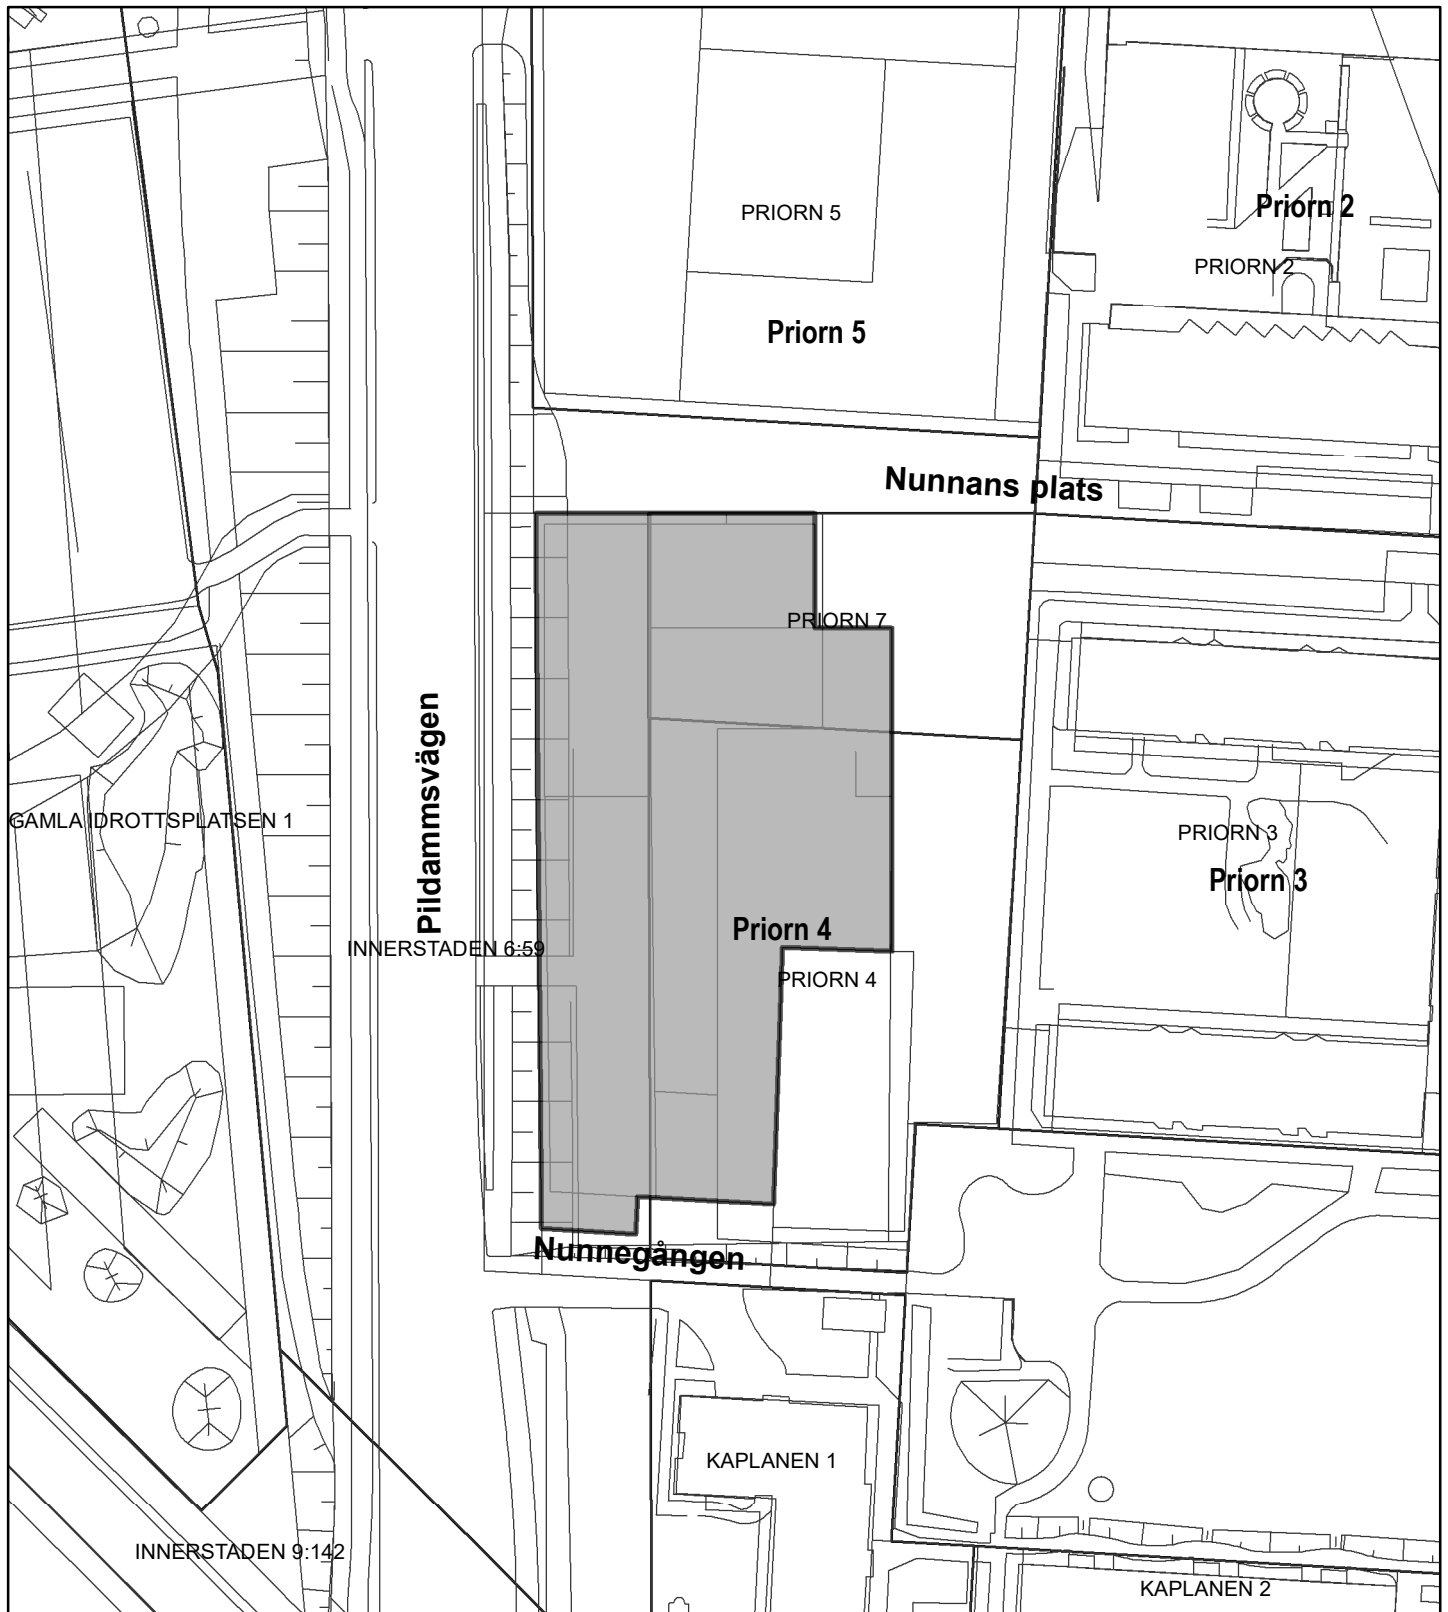 Priorn 2
PRIORN 5
PRIORN 2
Priorn 5
Nunnans plats
PRIORN 7
Pildammsvägen
GAMLA IDROTTSPLATSEN 1
PRIORN 3
Priorn 3
Priorn 4
INNERSTADEN 6:59
PRIORN 4
Nunnegången
KAPLANEN 1
INNERSTADEN 9:142
KAPLANEN 2